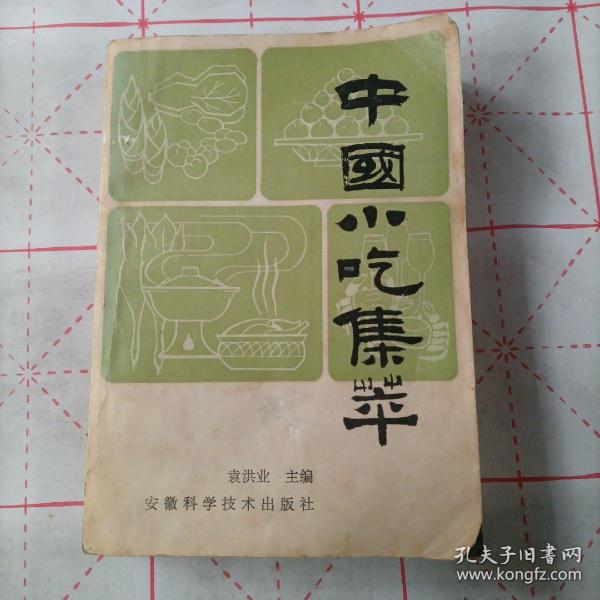 中國小吃集萃
袁洪业 主编
安徽科学技术出版社
孔夫子旧书网
www.kongfz.com